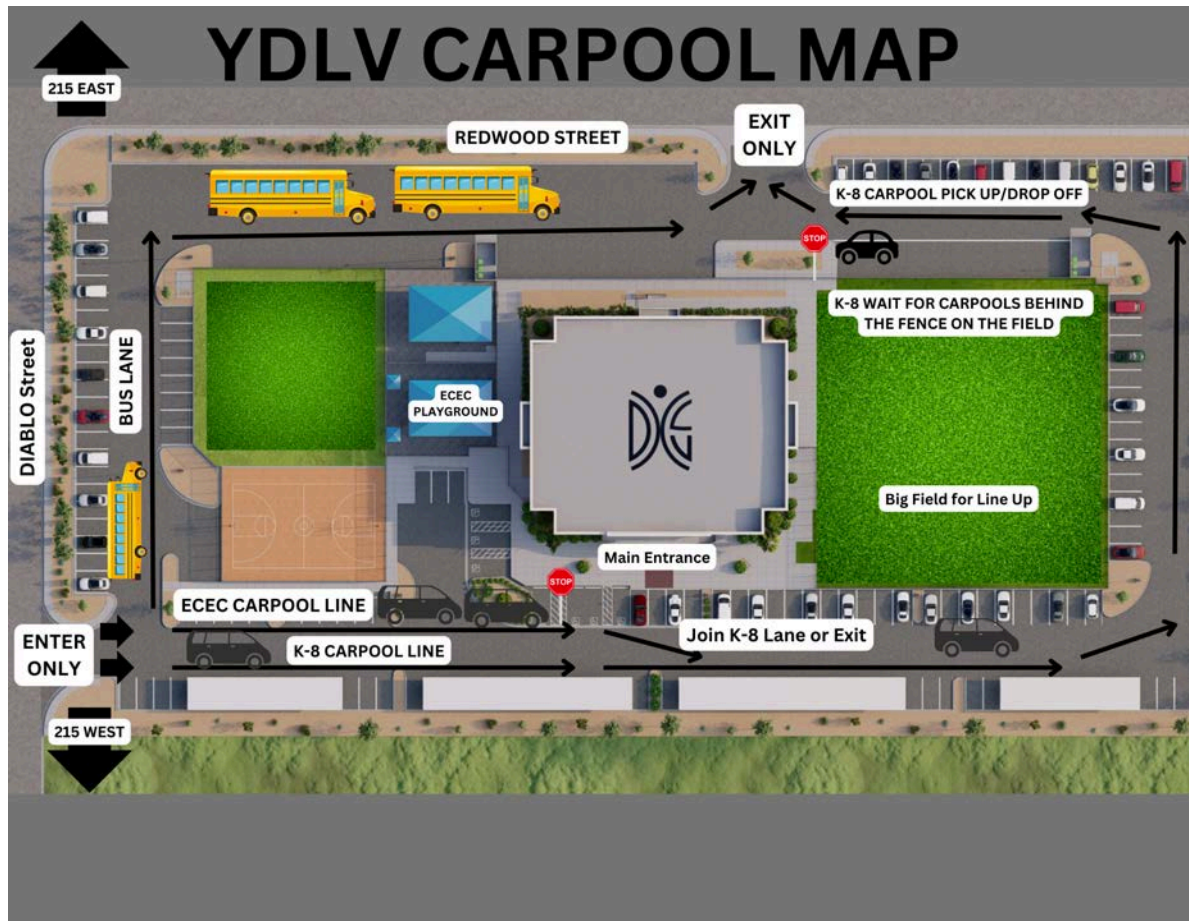 YDLV CARPOOL MAP
215 EAST
REDWOOD STREET
EXIT
ONLY
K-8 CARPOOL PICK UP/DROP OFF
STOP
K-8 WAIT FOR CARPOOLS BEHIND
THE FENCE ON THE FIELD
DIABLO Street
BUS LANE
ECEC
PLAYGROUND
Big Field for Line Up
Main Entrance
STOP
ECEC CARPOOL LINE
ENTER
ONLY
K-8 CARPOOL LINE
Join K-8 Lane or Exit
215 WEST